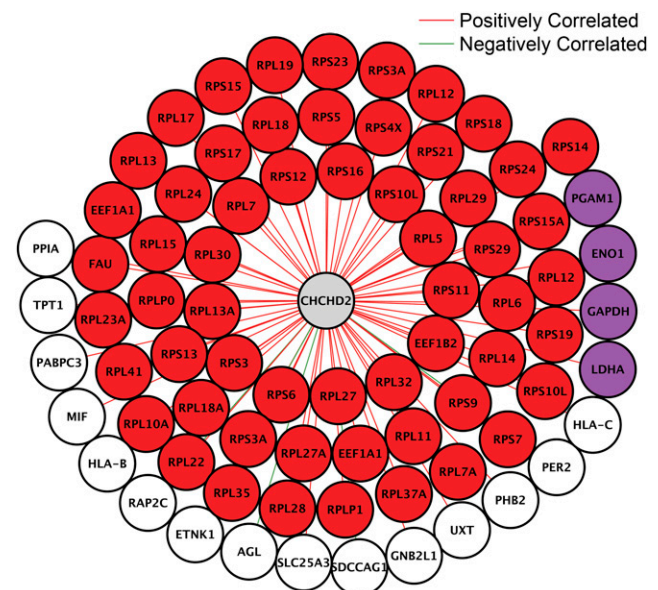 Positively Correlated
Negatively Correlated
RPL19
RPS23
RPS3A
RPS15
RPL12
RPL17
RPL18
RPS5
RPS4X
RPS18
RPS14
RPL13
RPS17
RPS21
RPS24
RPS12
RPS16
RPL24
RPL7
RPS10L
RPL29
PGAM1
EEF1A1
RPS15A
RPL5
PPIA
FAU
RPL15
RPL30
RPS29
ENO1
RPL12
TPT1
RPLP0
CHCHD2
RPS11
RPL6
RPL23A
RPL13A
GAPDH
RPS19
PABPC3
RPL41
RPS13
RPS3
EEF1B2
RPL14
LDHA
RPS10L
MIF
RPL10A
RPL18A
RPS6
RPL27
RPL32
RPS9
HLA-C
HLA-B
RPL22
RPS3A
RPL27A
EEF1A1
RPL11
RPS7
RPL7A
PER2
RAP2C
RPL35
RPL28
RPLP1
RPL37A
PHB2
ETNK1
AGL
SLC25A3
SDCCAG1
GNB2L1
UXT